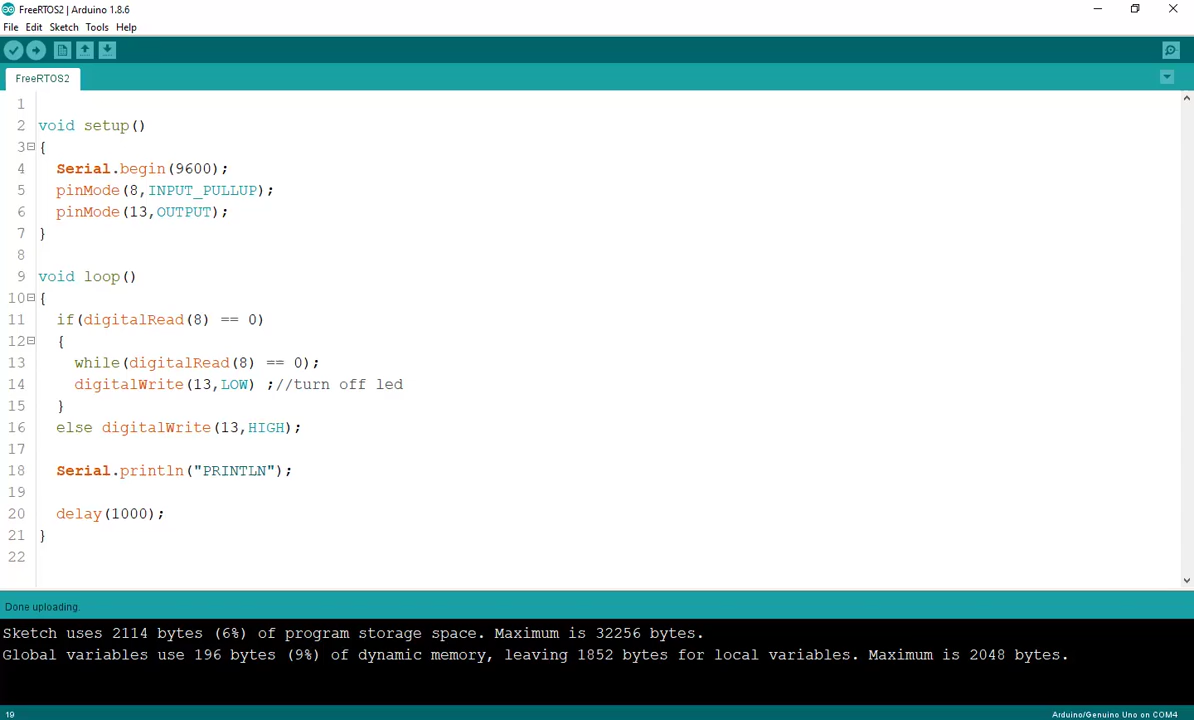 FreeRTOS2 | Arduino 1.8.6
File Edit Sketch Tools Help
FreeRTOS2
1
2 void setup()
3 {
4 Serial.begin(9600);
5 pinMode(8,INPUT_PULLUP);
6 pinMode(13,OUTPUT);
7 }
8
9 void loop()
10 {
11 if(digitalRead(8) == 0)
12 {
13 while(digitalRead(8) == 0);
14 digitalWrite(13,LOW) ;//turn off led
15 }
16 else digitalWrite(13,HIGH);
17
18 Serial.println("PRINTLN");
19
20 delay(1000);
21 }
22
Done uploading.
Sketch uses 2114 bytes (6%) of program storage space. Maximum is 32256 bytes.
Global variables use 196 bytes (9%) of dynamic memory, leaving 1852 bytes for local variables. Maximum is 2048 bytes.
19 Arduino/Genuino Uno on COM4